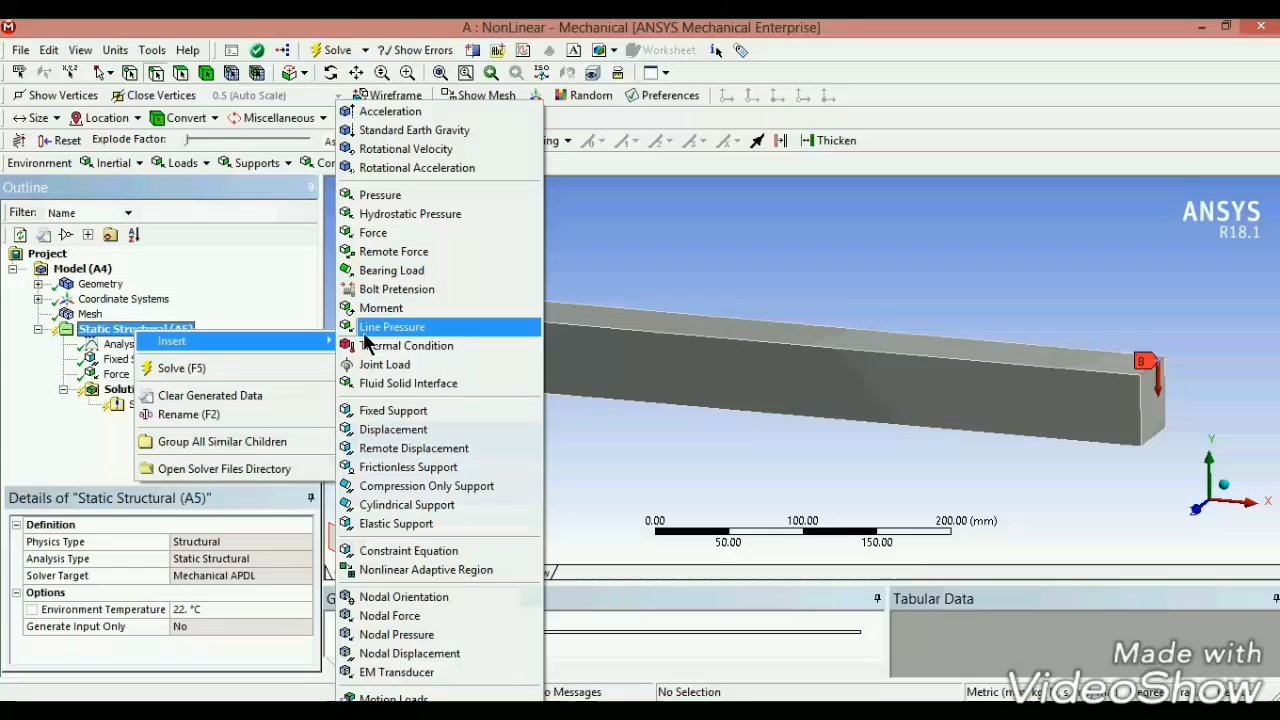 A : NonLinear - Mechanical [ANSYS Mechanical Enterprise]
File Edit View Units Tools Help Solve ?/ Show Errors Worksheet
Show Vertices Close Vertices 0.5 (Auto Scale) Wireframe Show Mesh Random Preferences
Size Location Convert Miscellaneous
Reset Explode Factor: Thicken
Environment Inertial Loads Supports
Outline
Filter: Name
Project
Model (A4)
Geometry
Coordinate Systems
Mesh
Static Structural (A5)
Fixed S
Force
Insert
Solve (F5)
Clear Generated Data
Rename (F2)
Group All Similar Children
Open Solver Files Directory
Acceleration
Standard Earth Gravity
Rotational Velocity
Rotational Acceleration
Pressure
Hydrostatic Pressure
Force
Remote Force
Bearing Load
Bolt Pretension
Moment
Line Pressure
Thermal Condition
Joint Load
Fluid Solid Interface
Fixed Support
Displacement
Remote Displacement
Frictionless Support
Compression Only Support
Cylindrical Support
Elastic Support
Constraint Equation
Nonlinear Adaptive Region
Nodal Orientation
Nodal Force
Nodal Pressure
Nodal Displacement
EM Transducer
Motion Loads
Details of "Static Structural (A5)"
Definition
Physics Type Structural
Analysis Type Static Structural
Solver Target Mechanical APDL
Options
Environment Temperature 22. °C
Generate Input Only No
ANSYS
R18.1
B
Y
X
Z
0.00 100.00 200.00 (mm)
50.00 150.00
Tabular Data
o Messages No Selection
Made with
VideoShow